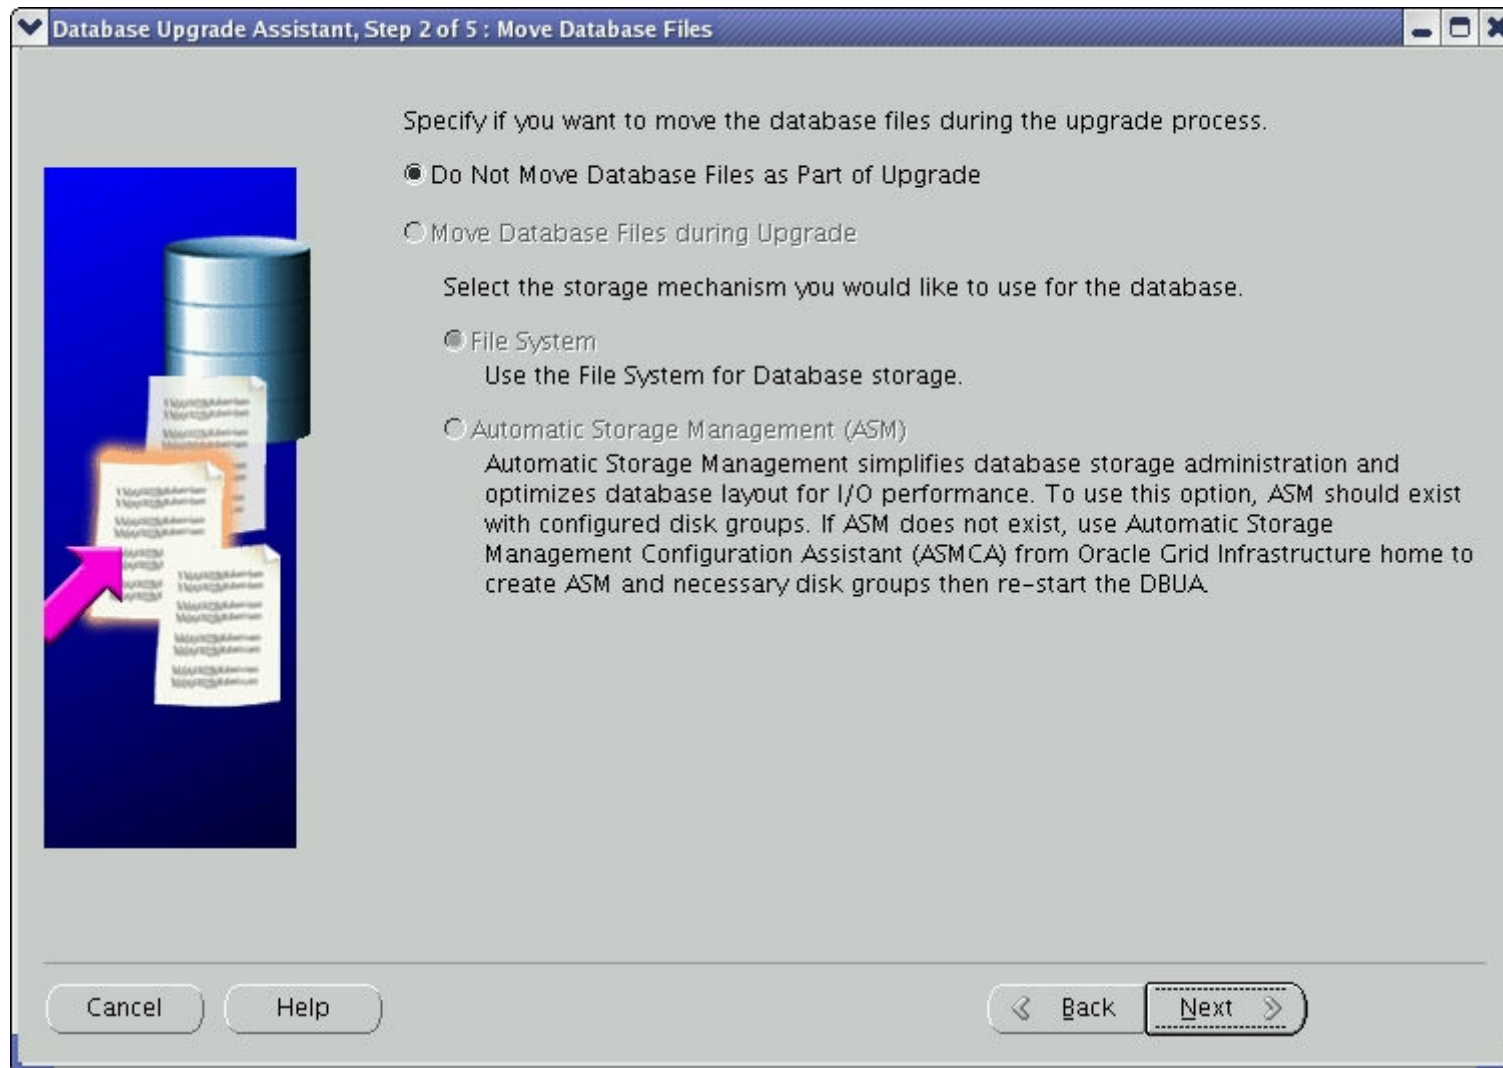 Database Upgrade Assistant, Step 2 of 5 : Move Database Files
Specify if you want to move the database files during the upgrade process.
Do Not Move Database Files as Part of Upgrade
Move Database Files during Upgrade
Select the storage mechanism you would like to use for the database.
File System
Use the File System for Database storage.
Automatic Storage Management (ASM)
Automatic Storage Management simplifies database storage administration and
optimizes database layout for I/O performance. To use this option, ASM should exist
with configured disk groups. If ASM does not exist, use Automatic Storage
Management Configuration Assistant (ASMCA) from Oracle Grid Infrastructure home to
create ASM and necessary disk groups then re-start the DBUA.
Cancel
Help
Back
Next